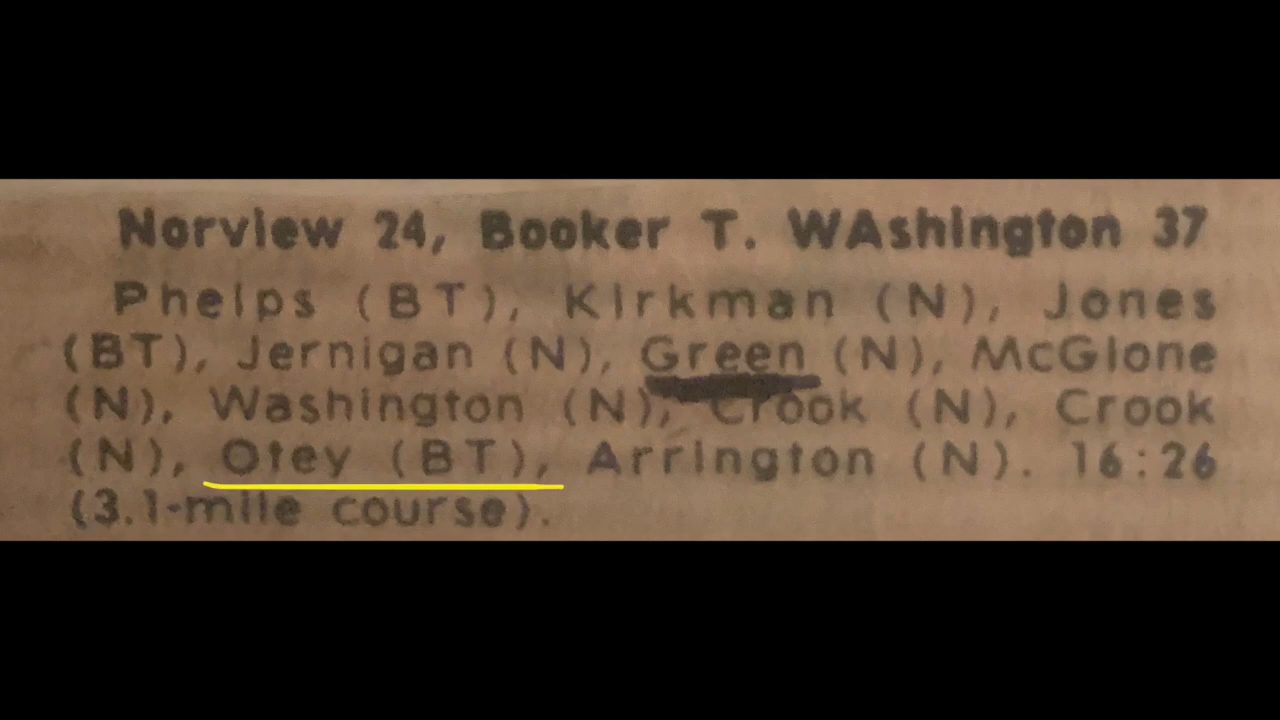 Norview 24, Booker T. WAshington 37
Phelps (BT), Kirkman (N), Jones
(BT), Jernigan (N), Green (N), McGlone
(N), Washington (N), Crook (N), Crook
(N), Otey (BT), Arrington (N). 16:26
(3.1-mile course).